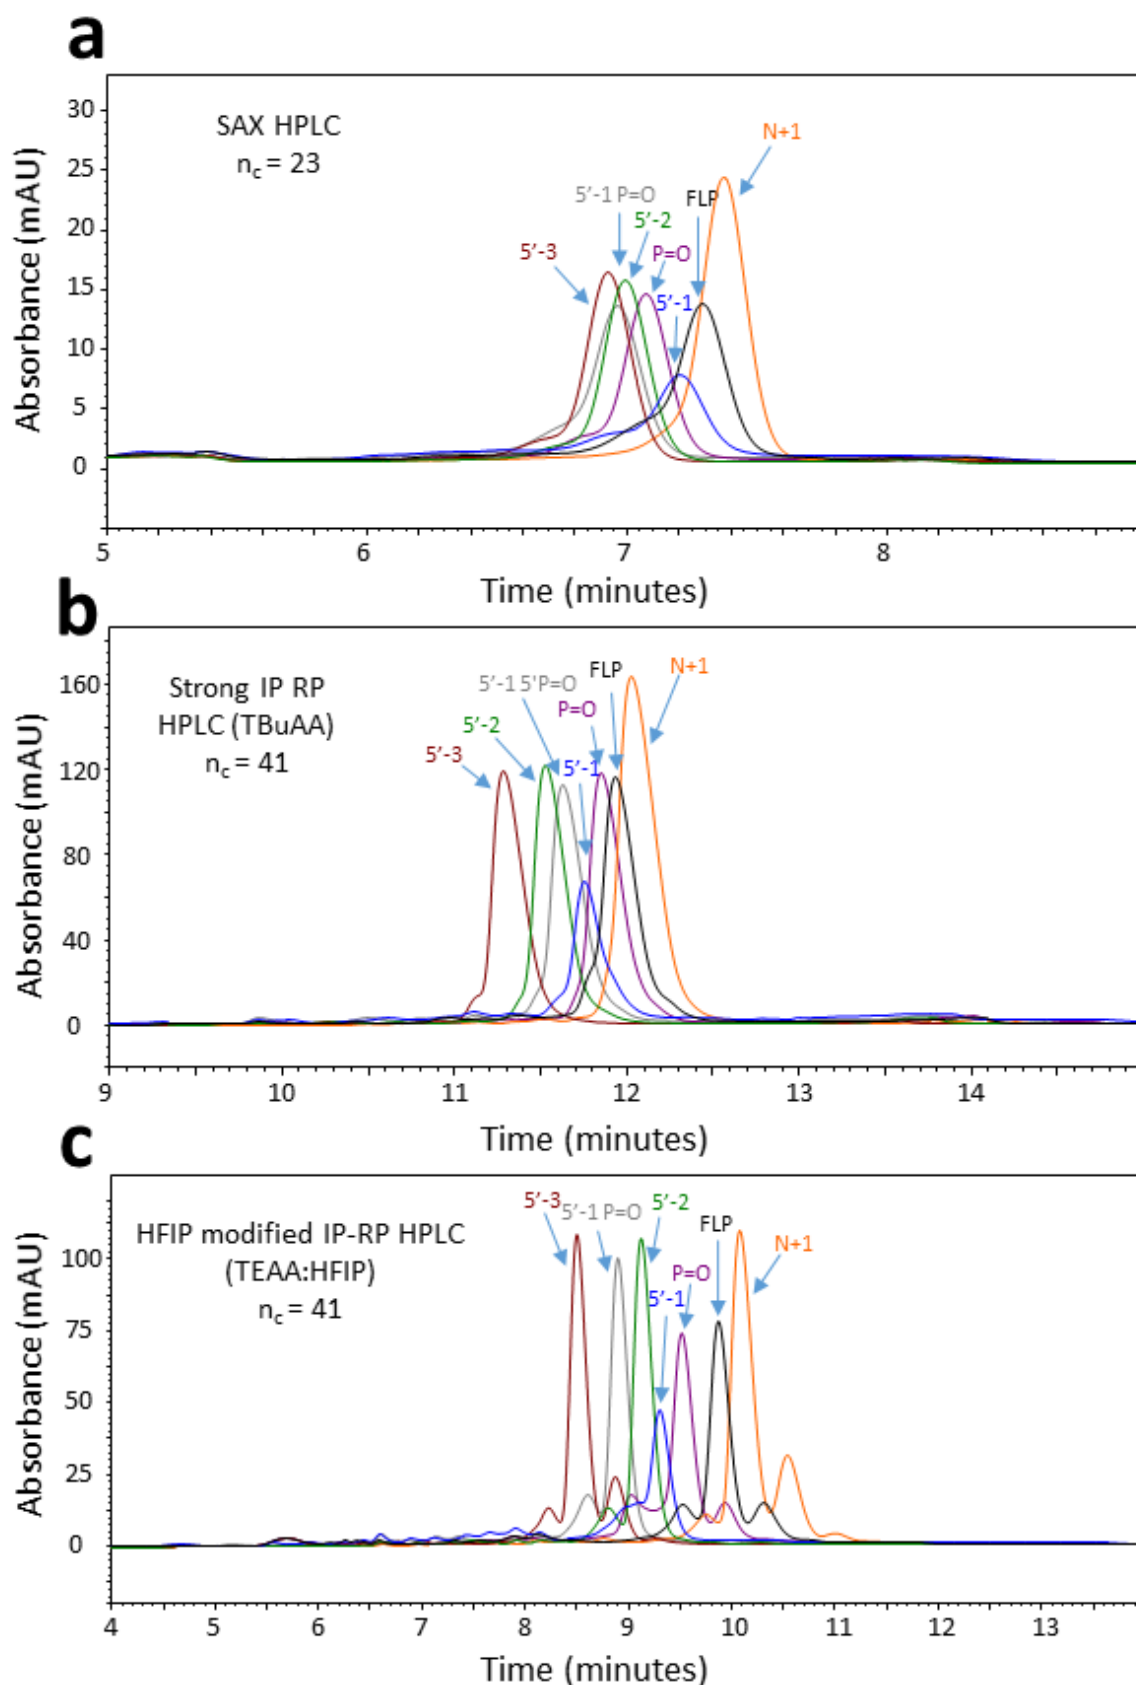 a
SAX HPLC
n_c = 23
N+1
5'-1 P=O
FLP
5'-2
5'-3
P=O
5'-1
Absorbance (mAU)
30
25
20
15
10
5
0
5 6 7 8
Time (minutes)
b
Strong IP RP
HPLC (TBuAA)
n_c = 41
FLP
N+1
5'-1 5'P=O
P=O
5'-2
5'-3
5'-1
Absorbance (mAU)
160
120
80
40
0
9 10 11 12 13 14
Time (minutes)
c
HFIP modified IP-RP HPLC
(TEAA:HFIP)
n_c = 41
5'-3
5'-1 P=O
5'-2
FLP
N+1
P=O
5'-1
Absorbance (mAU)
100
75
50
25
0
4 5 6 7 8 9 10 11 12 13
Time (minutes)